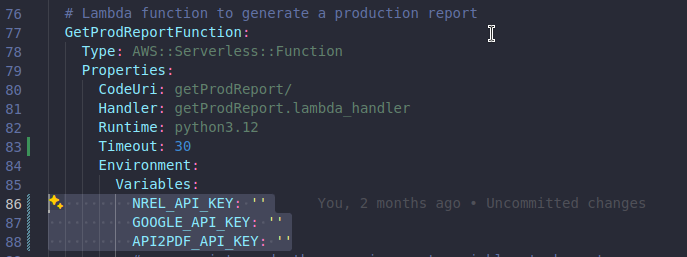 76 # Lambda function to generate a production report
77 GetProdReportFunction:
78 Type: AWS::Serverless::Function
79 Properties:
80 CodeUri: getProdReport/
81 Handler: getProdReport.lambda_handler
82 Runtime: python3.12
83 Timeout: 30
84 Environment:
85 Variables:
86 NREL_API_KEY: '' You, 2 months ago • Uncommitted changes
87 GOOGLE_API_KEY: ''
88 API2PDF_API_KEY: ''